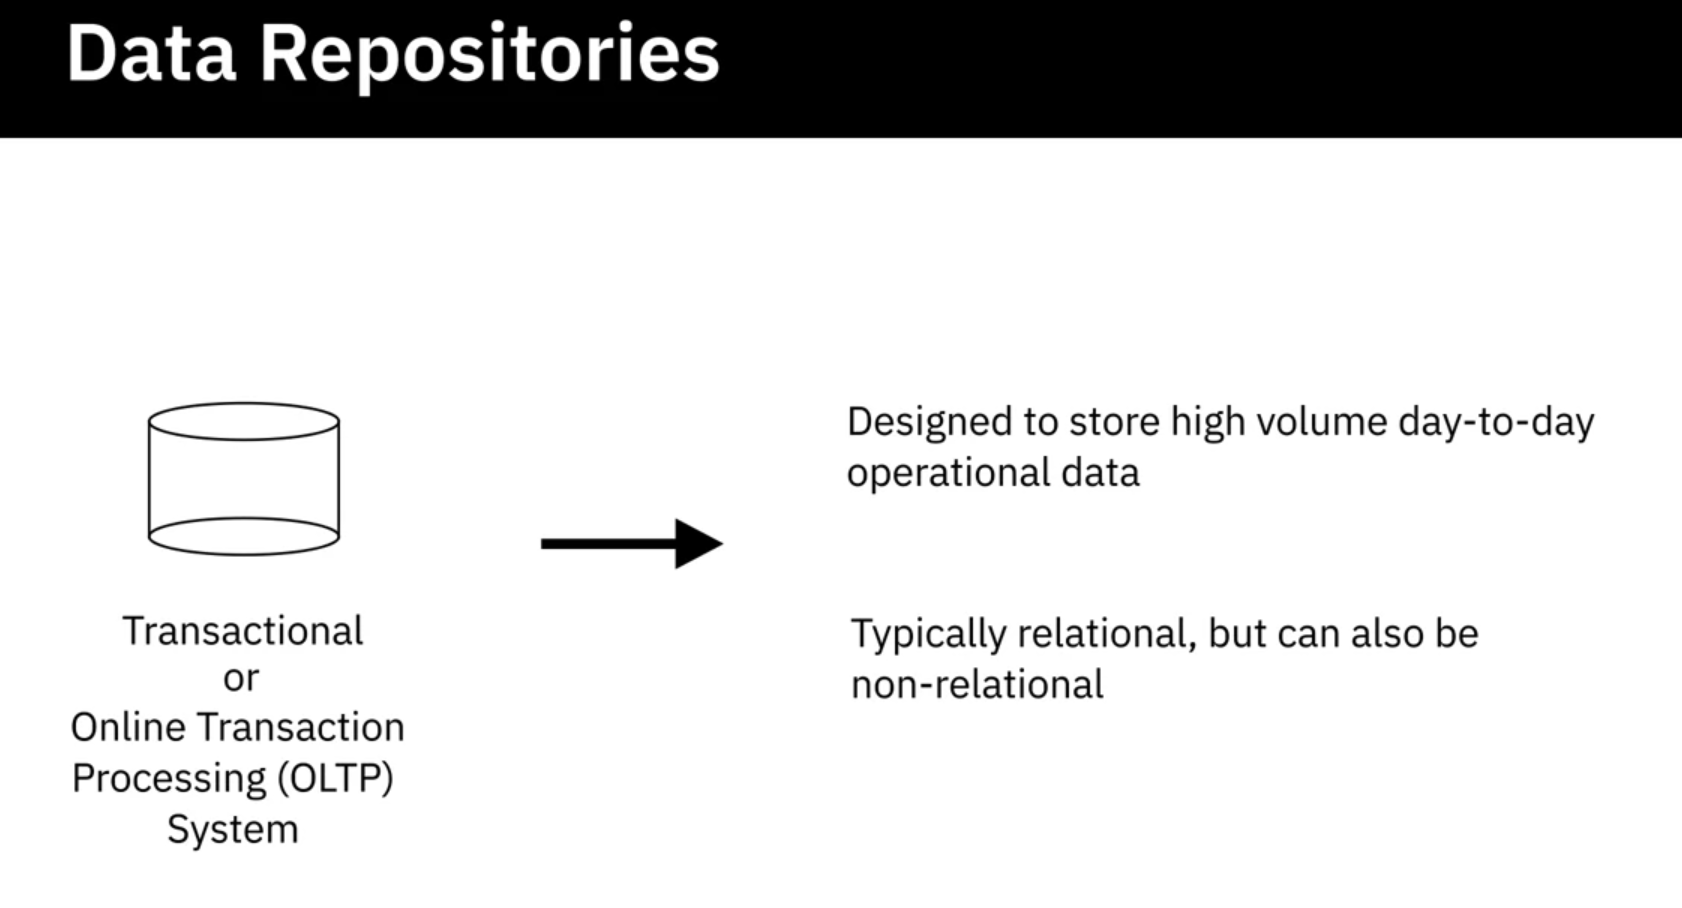 Data Repositories
Transactional
or
Online Transaction
Processing (OLTP)
System
Designed to store high volume day-to-day
operational data
Typically relational, but can also be
non-relational